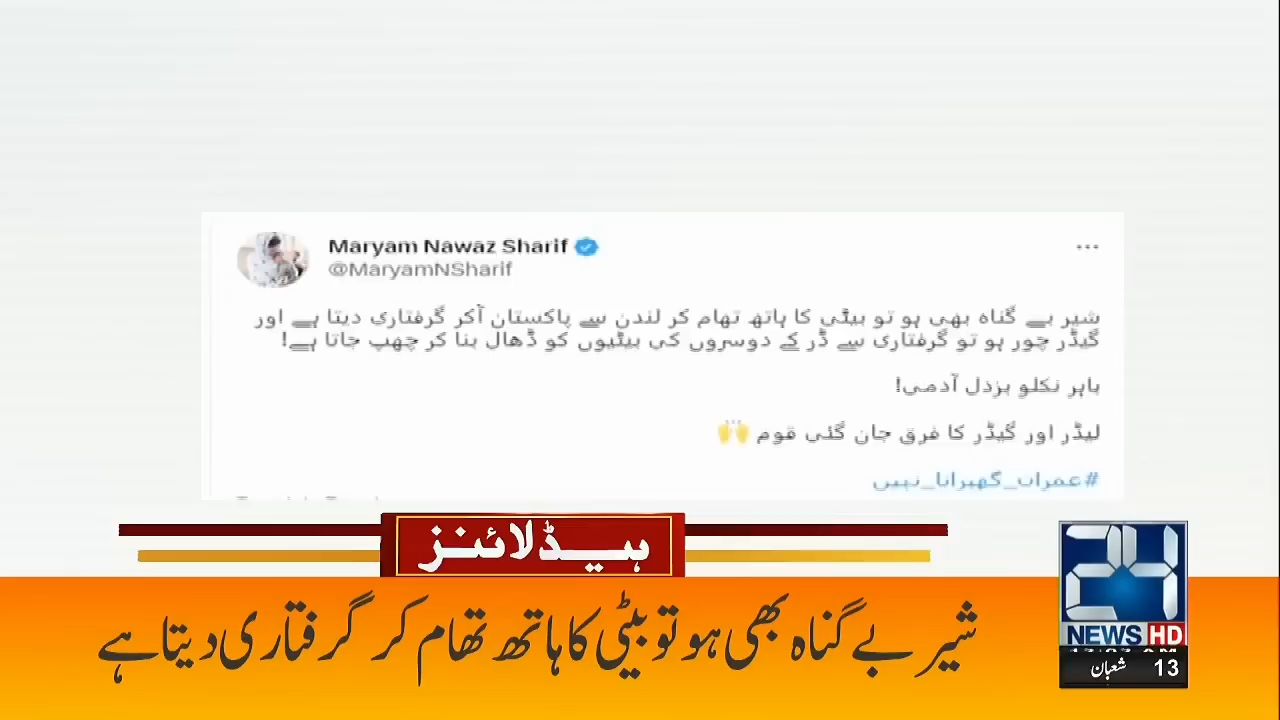 Maryam Nawaz Sharif
@MaryamNSharif
شیر بے گناہ بھی ہو تو بیٹی کا ہاتھ تھام کر لندن سے پاکستان آکر گرفتاری دیتا ہے اور
گیڈر چور ہو تو گرفتاری سے ڈر کے دوسروں کی بیٹیوں کو ڈھال بنا کر چھپ جاتا ہے!
باہر نکلو بزدل آدمی!
لیڈر اور گیڈر کا فرق جان گئی قوم 🙌
#عمران_گھبرانا_نہیں
ہیڈلائنز
شیر بے گناہ بھی ہو تو بیٹی کا ہاتھ تھام کر گرفتاری دیتا ہے
24
NEWS HD
13 شعبان